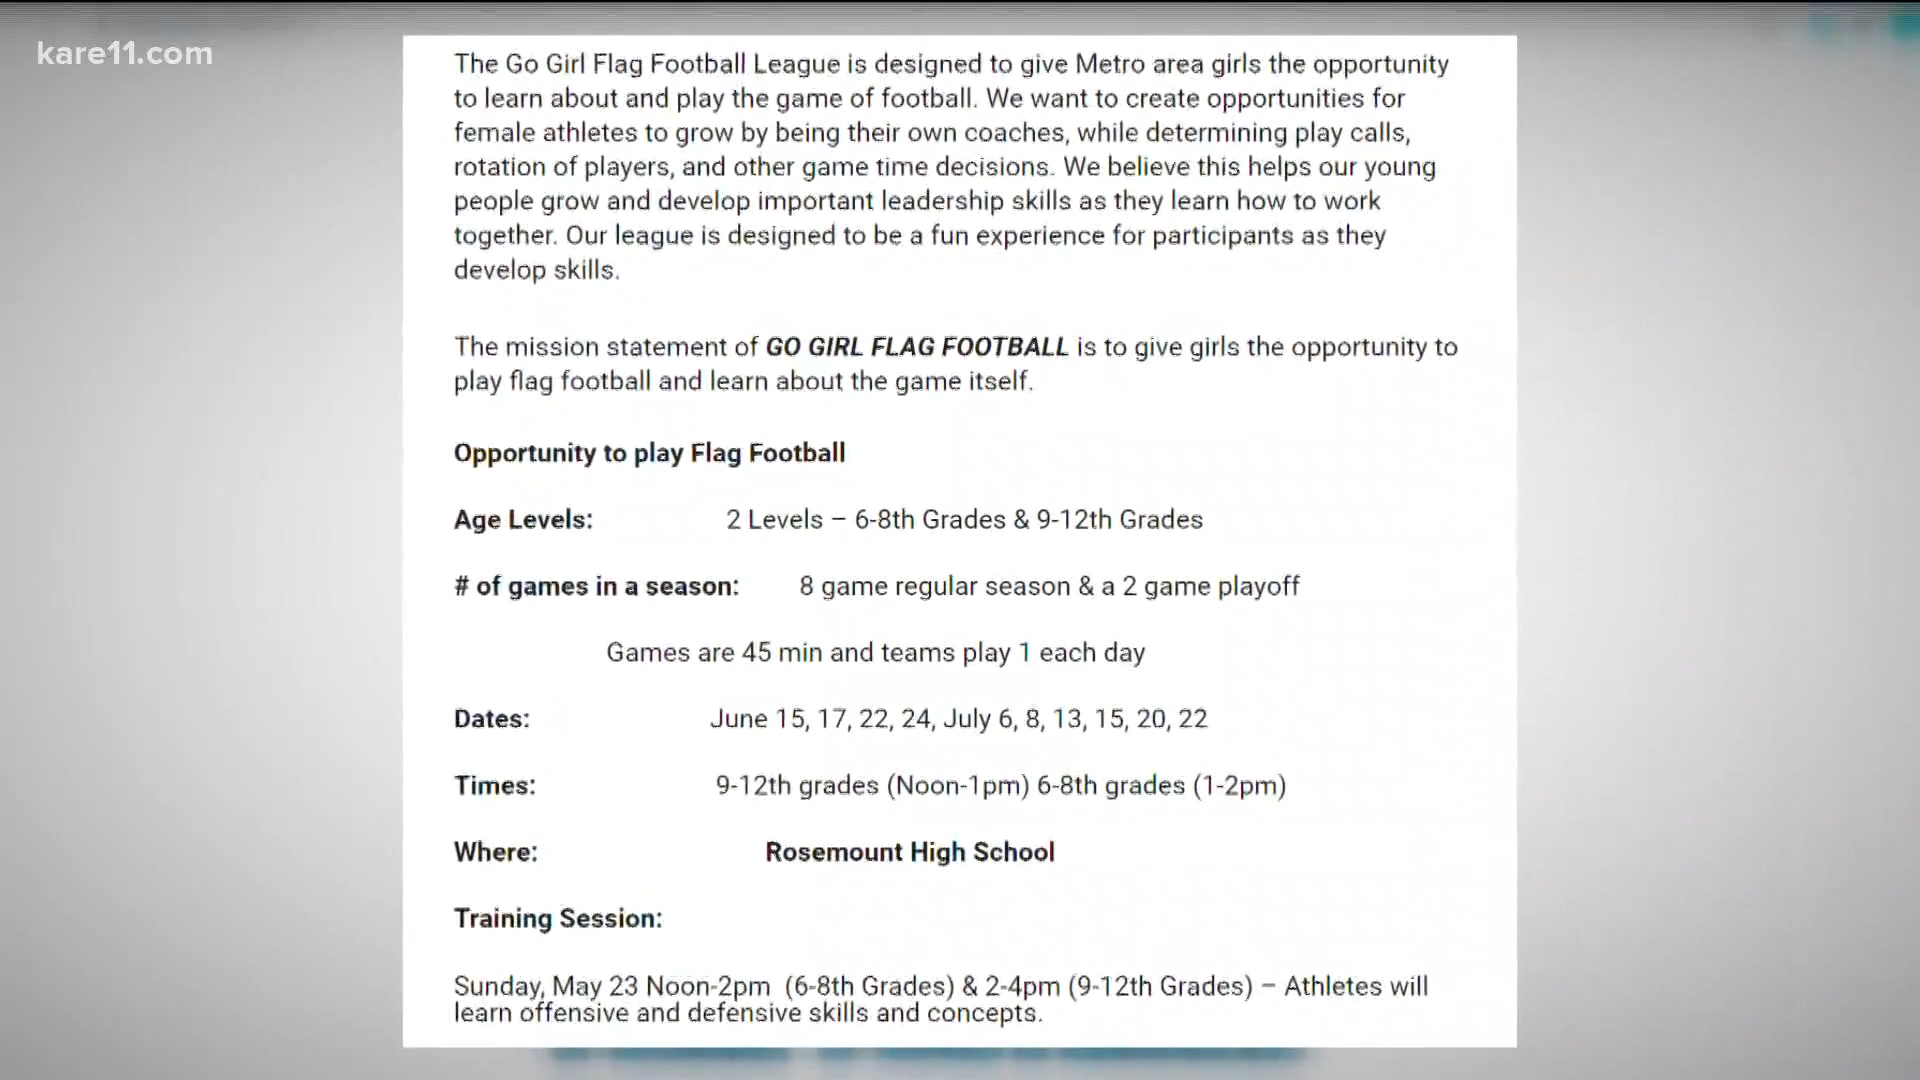 kare11.com
The Go Girl Flag Football League is designed to give Metro area girls the opportunity
to learn about and play the game of football. We want to create opportunities for
female athletes to grow by being their own coaches, while determining play calls,
rotation of players, and other game time decisions. We believe this helps our young
people grow and develop important leadership skills as they learn how to work
together. Our league is designed to be a fun experience for participants as they
develop skills.
The mission statement of GO GIRL FLAG FOOTBALL is to give girls the opportunity to
play flag football and learn about the game itself.
Opportunity to play Flag Football
Age Levels: 2 Levels – 6-8th Grades & 9-12th Grades
# of games in a season: 8 game regular season & a 2 game playoff
Games are 45 min and teams play 1 each day
Dates: June 15, 17, 22, 24, July 6, 8, 13, 15, 20, 22
Times: 9-12th grades (Noon-1pm) 6-8th grades (1-2pm)
Where: Rosemount High School
Training Session:
Sunday, May 23 Noon-2pm (6-8th Grades) & 2-4pm (9-12th Grades) – Athletes will
learn offensive and defensive skills and concepts.